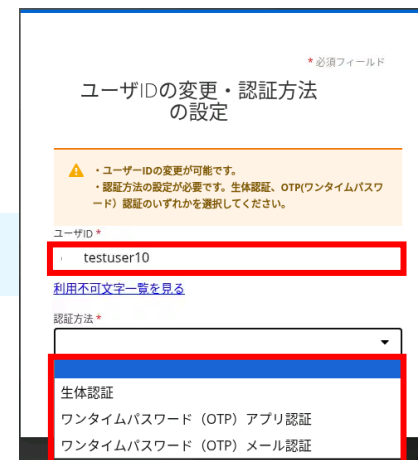 * 必須フィールド
ユーザIDの変更・認証方法
の設定
・ユーザーIDの変更が可能です。
・認証方法の設定が必要です。生体認証、OTP(ワンタイムパスワ
ード）認証のいずれかを選択してください。
ユーザID *
testuser10
利用不可文字一覧を見る
認証方法 *
生体認証
ワンタイムパスワード（OTP）アプリ認証
ワンタイムパスワード（OTP）メール認証